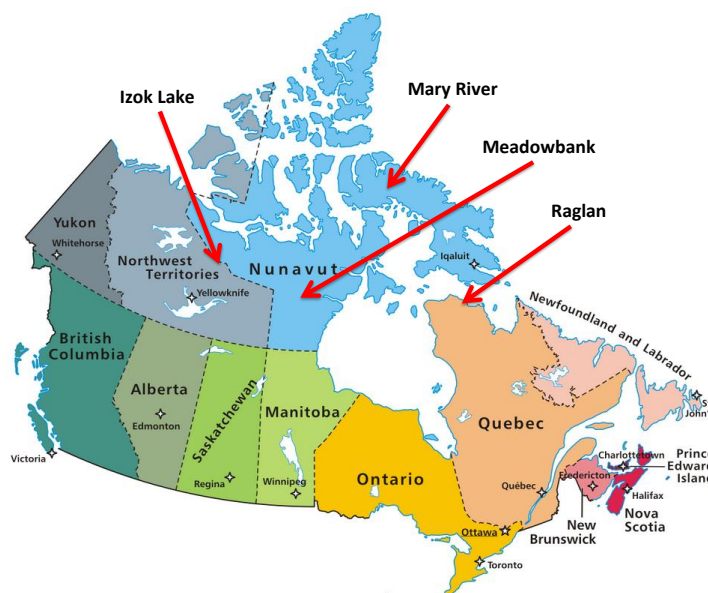 Izok Lake
Mary River
Meadowbank
Raglan
Yukon
Whitehorse
Northwest
Territories
Yellowknife
Nunavut
Iqaluit
British
Columbia
Alberta
Edmonton
Saskatchewan
Regina
Manitoba
Winnipeg
Victoria
Ontario
Ottawa
Toronto
Quebec
Québec
Newfoundland and Labrador
John'
Charlottetown
Prince
Edward
Island
Fredericton
Halifax
New
Brunswick
Nova
Scotia